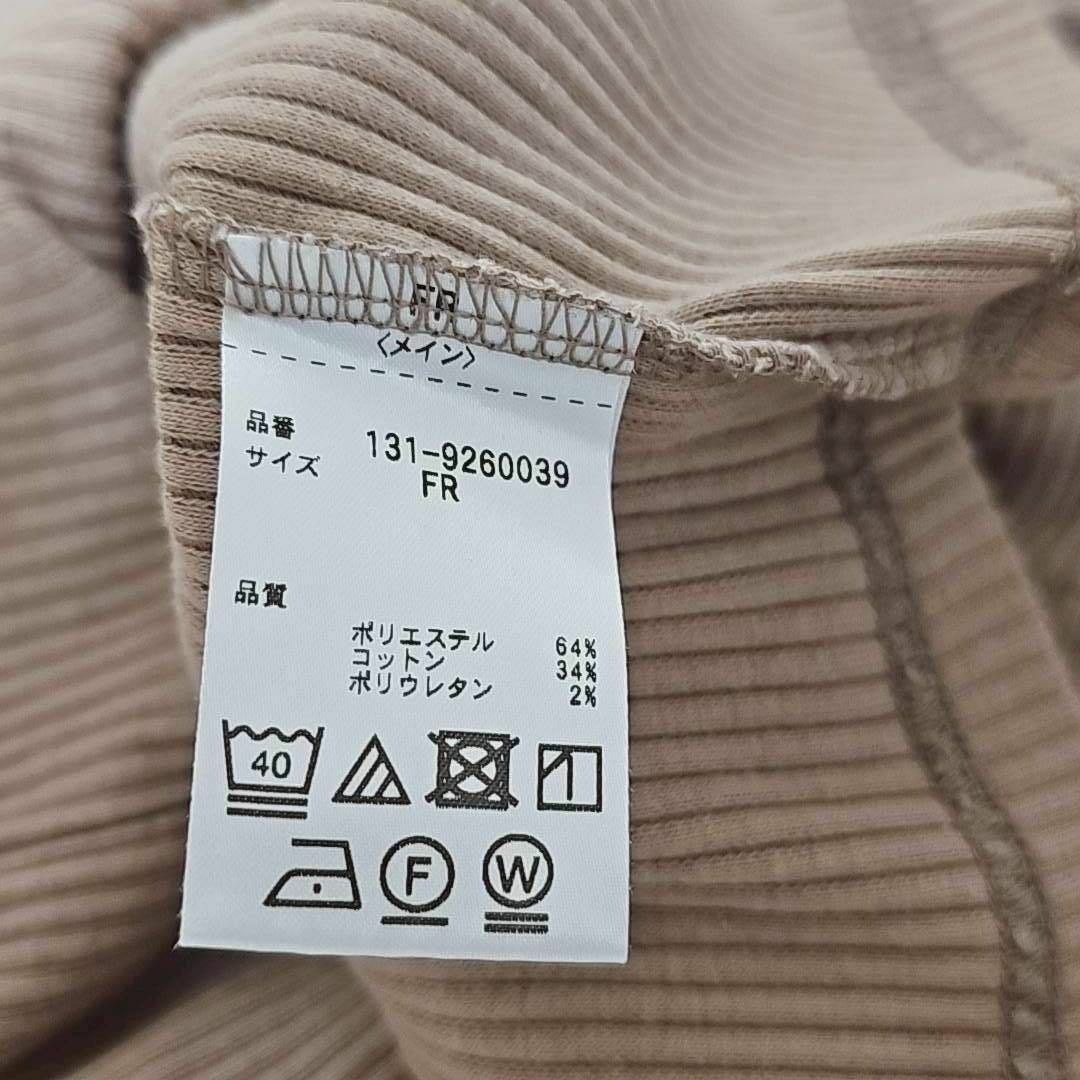 FR
〈メイン〉
品番 131-9260039
サイズ FR
品質
ポリエステル 64%
コットン 34%
ポリウレタン 2%
40
F
W